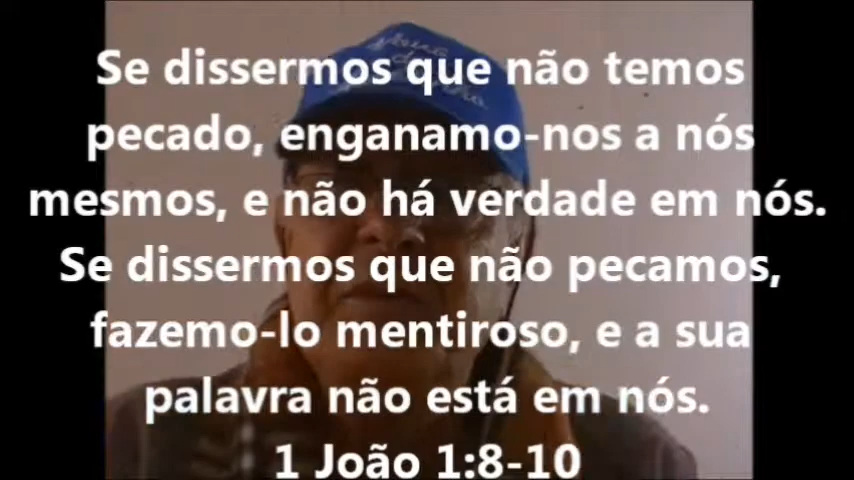 Se dissermos que não temos
pecado, enganamo-nos a nós
mesmos, e não há verdade em nós.
Se dissermos que não pecamos,
fazemo-lo mentiroso, e a sua
palavra não está em nós.
1 João 1:8-10